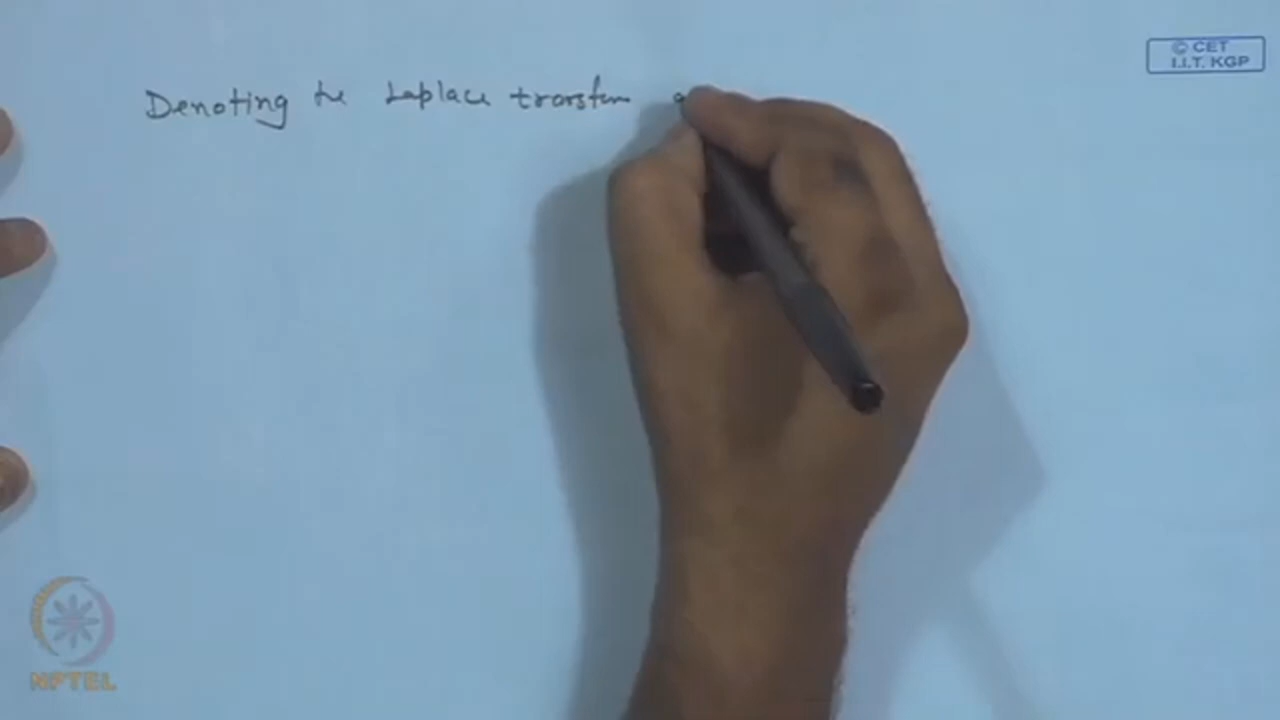 Denoting the Laplace transform
© CET
I.I.T. KGP
NPTEL